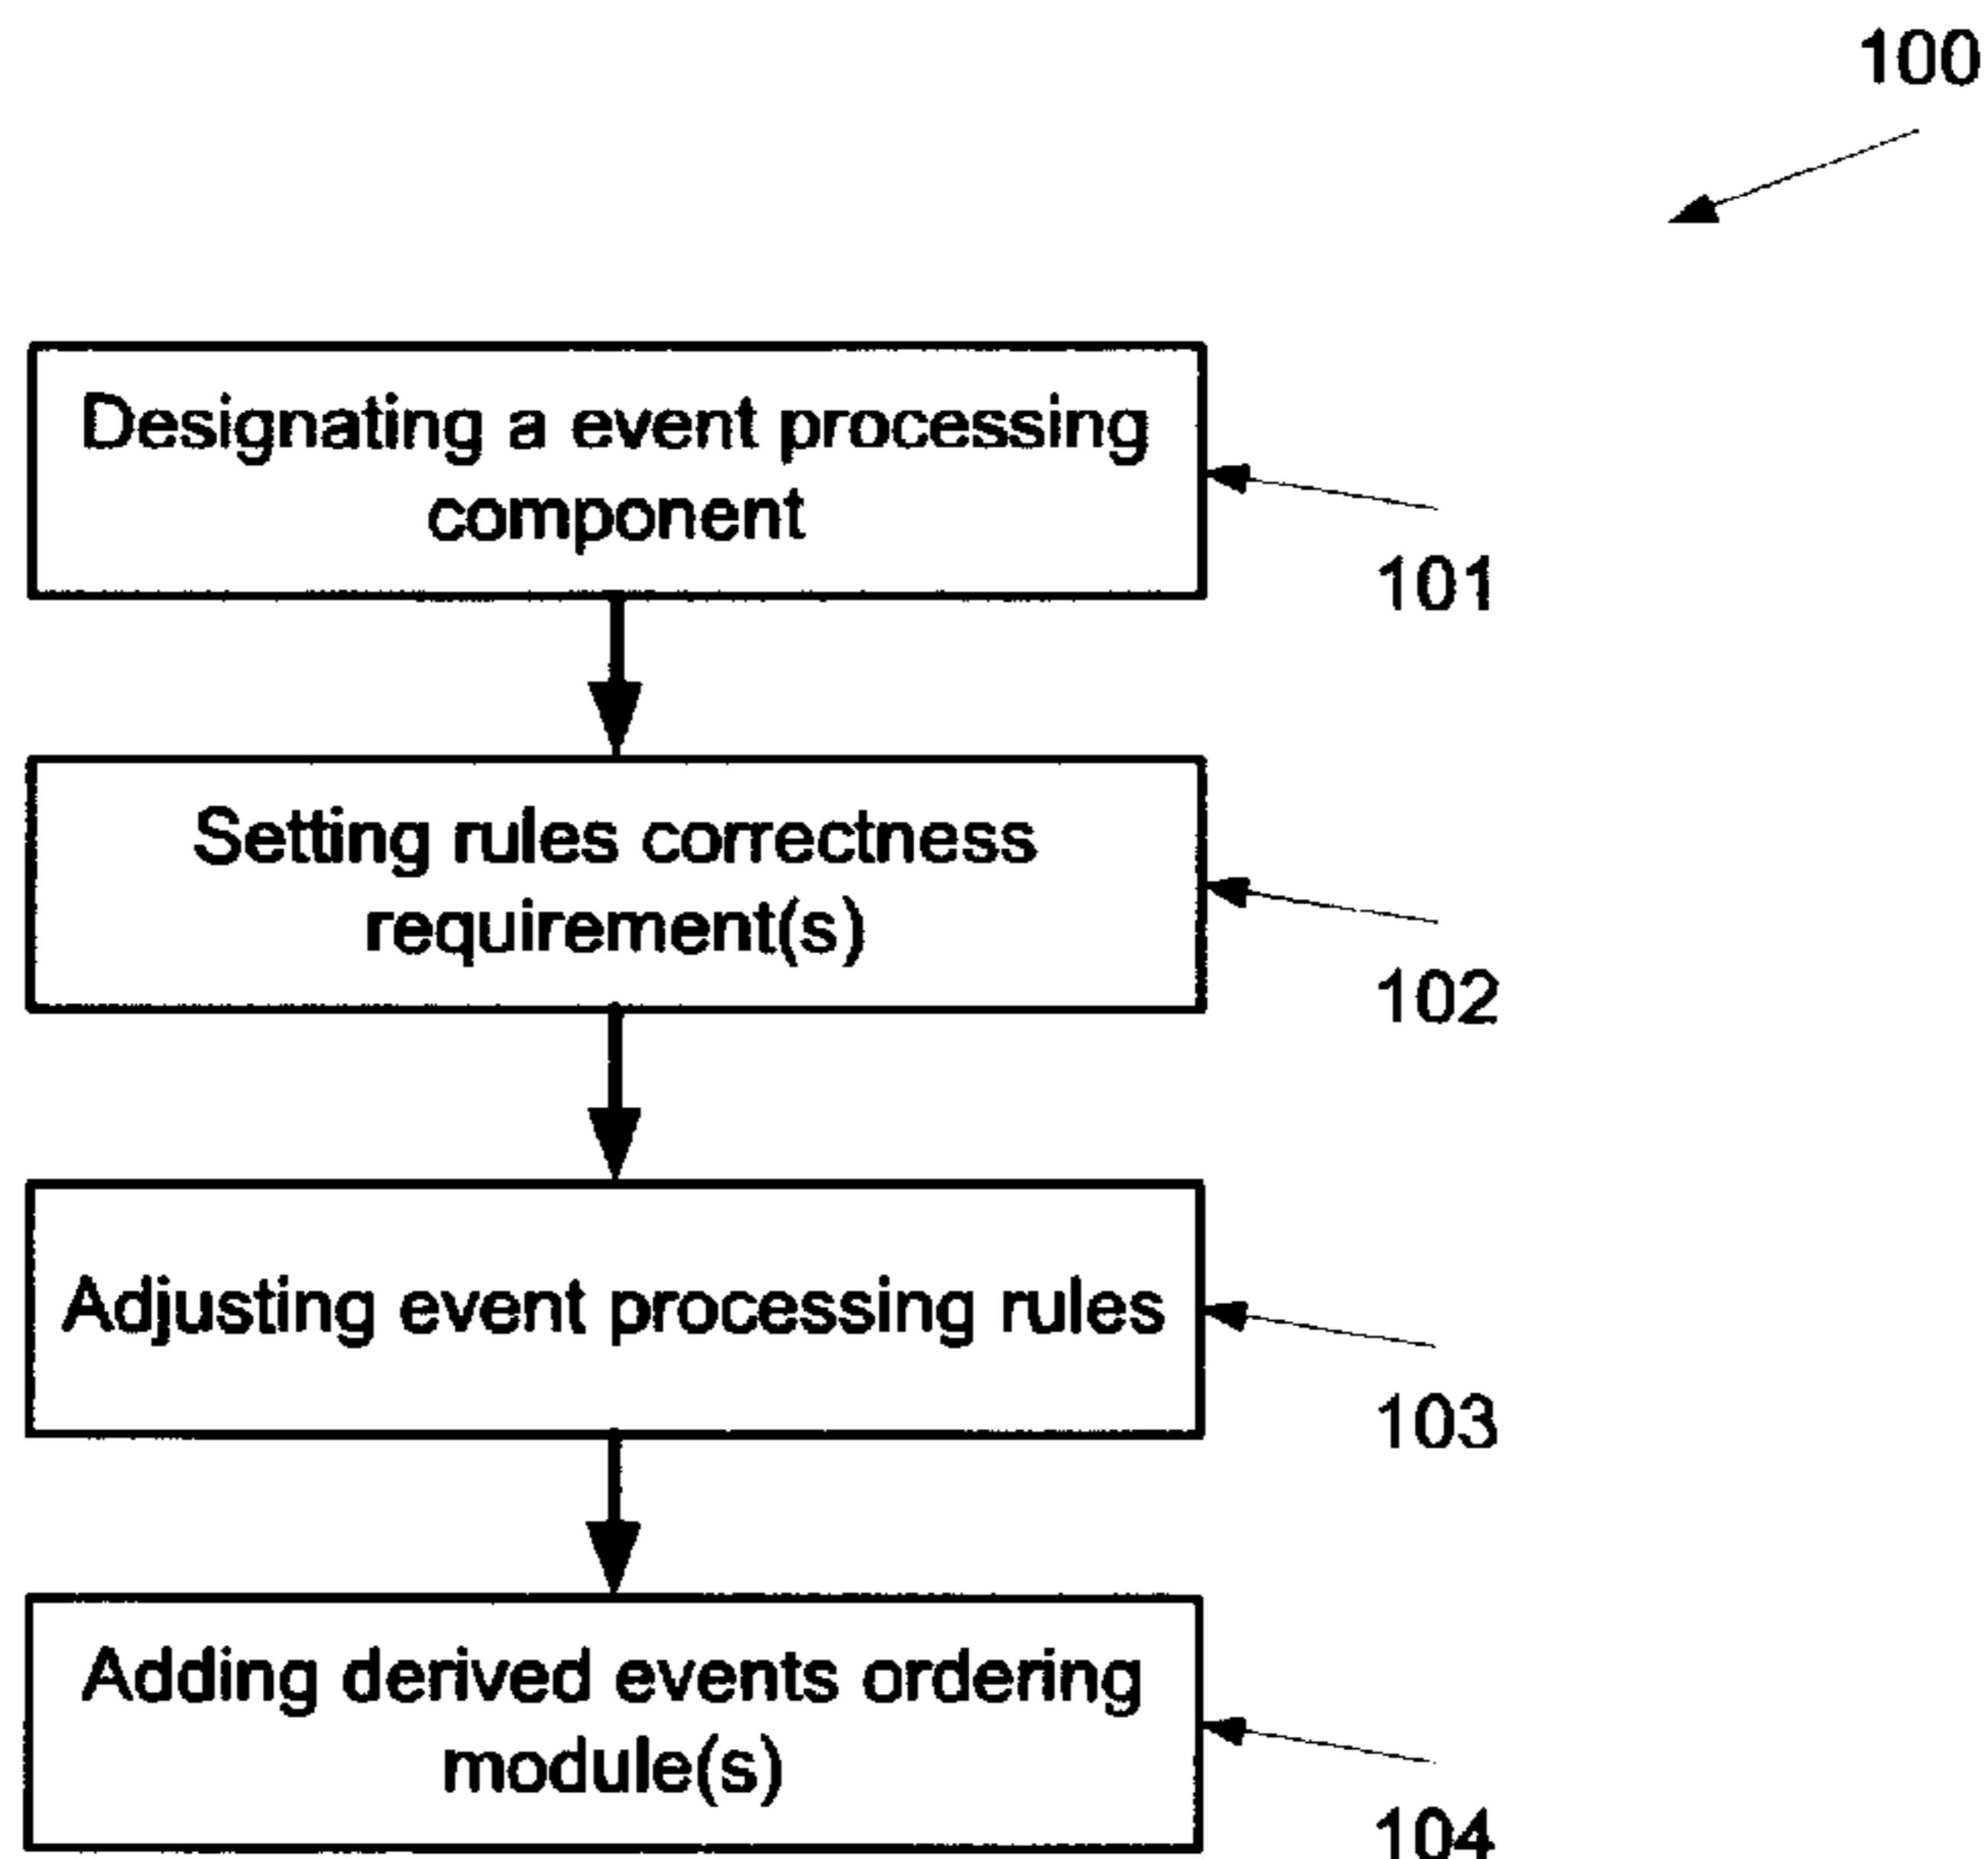 100
Designating a event processing
component
101
Setting rules correctness
requirement(s)
102
Adjusting event processing rules
103
Adding derived events ordering
module(s)
104